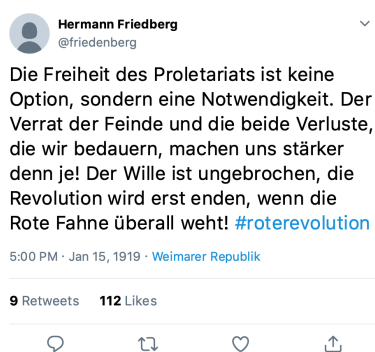 Hermann Friedberg
@friedenberg
Die Freiheit des Proletariats ist keine
Option, sondern eine Notwendigkeit. Der
Verrat der Feinde und die beide Verluste,
die wir bedauern, machen uns stärker
denn je! Der Wille ist ungebrochen, die
Revolution wird erst enden, wenn die
Rote Fahne überall weht! #roterevolution
5:00 PM · Jan 15, 1919 · Weimarer Republik
9 Retweets 112 Likes